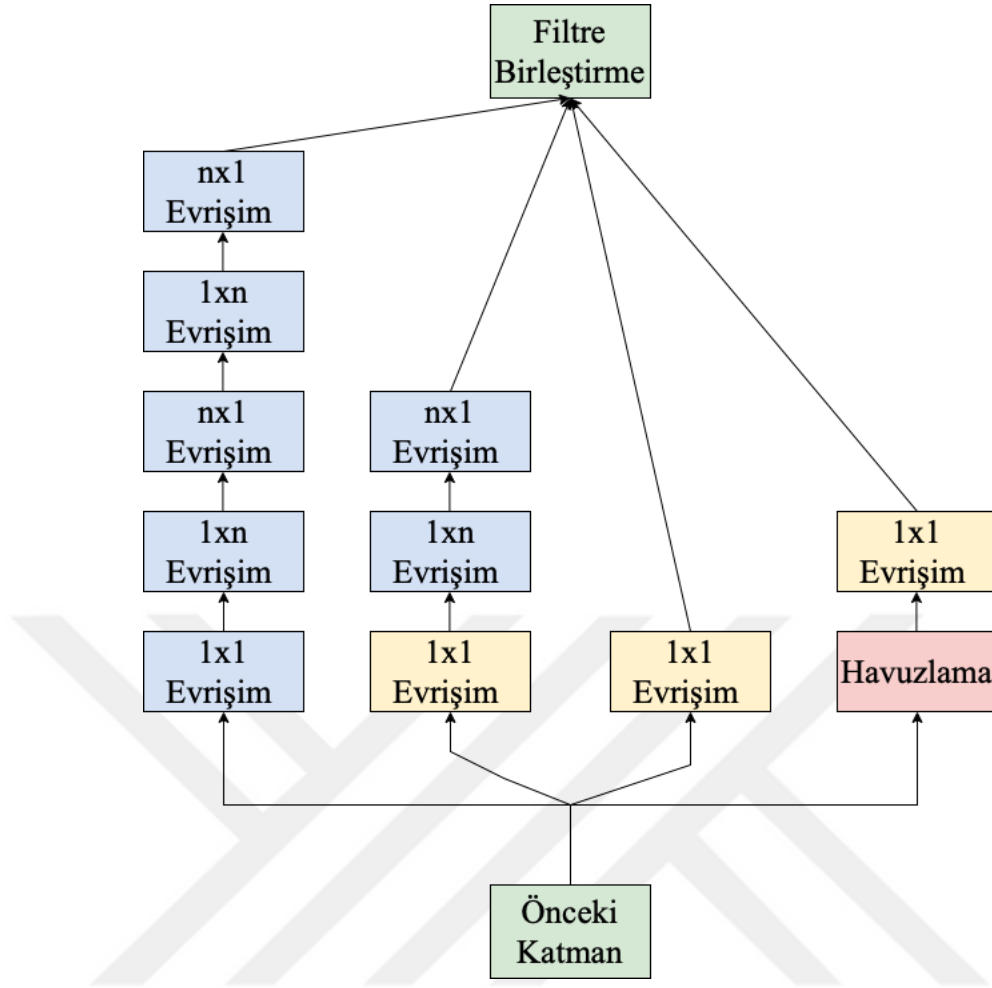 Filtre
Birleştirme
nx1
Evrişim
1xn
Evrişim
nx1
Evrişim
nx1
Evrişim
1xn
Evrişim
1xn
Evrişim
1x1
Evrişim
1x1
Evrişim
1x1
Evrişim
1x1
Evrişim
Havuzlama
Önceki
Katman